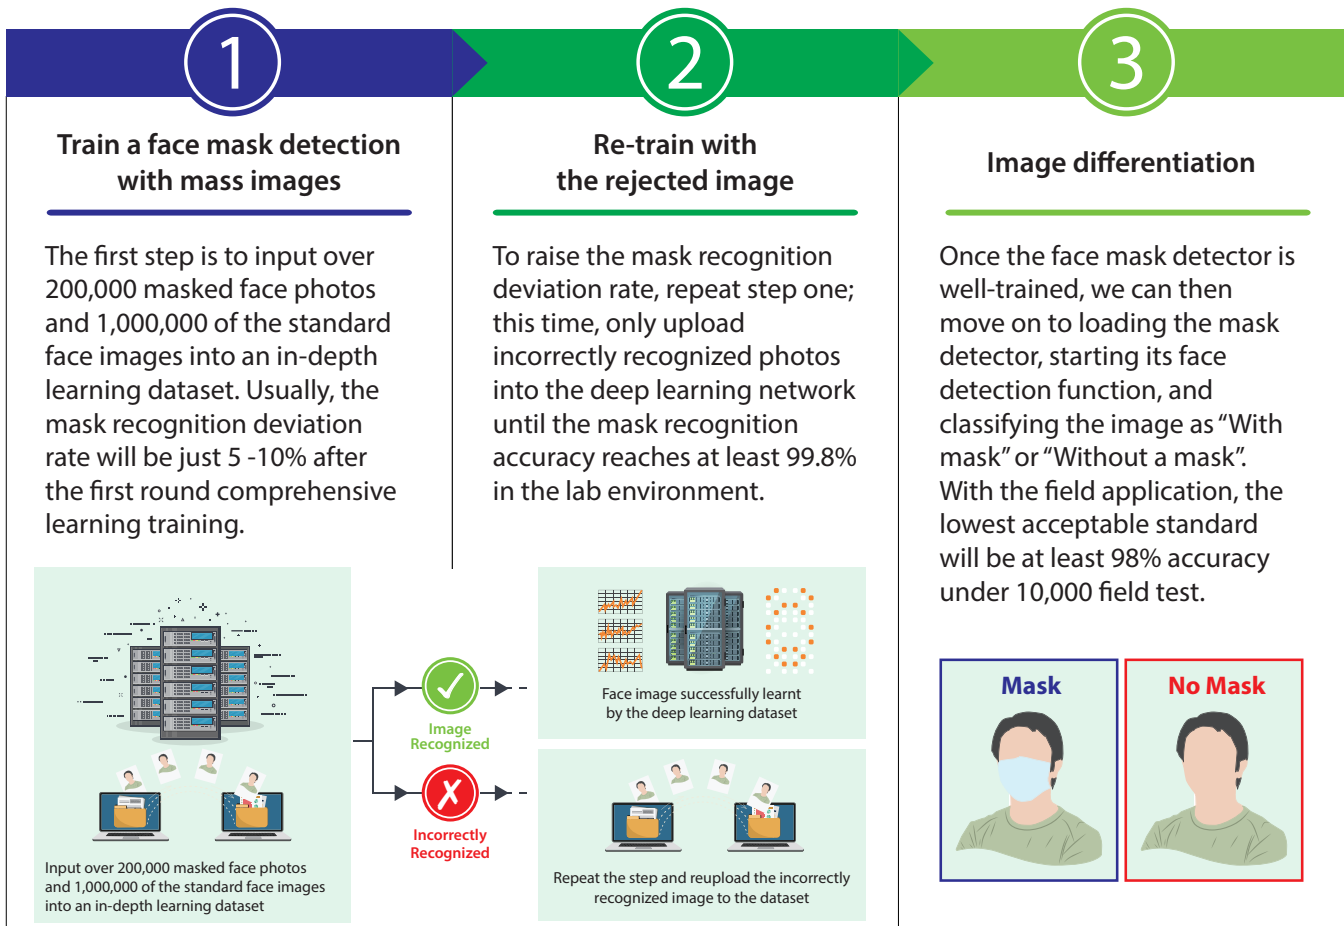 1
Train a face mask detection
with mass images
The first step is to input over
200,000 masked face photos
and 1,000,000 of the standard
face images into an in-depth
learning dataset. Usually, the
mask recognition deviation
rate will be just 5 -10% after
the first round comprehensive
learning training.
Input over 200,000 masked face photos
and 1,000,000 of the standard face images
into an in-depth learning dataset
2
Re-train with
the rejected image
To raise the mask recognition
deviation rate, repeat step one;
this time, only upload
incorrectly recognized photos
into the deep learning network
until the mask recognition
accuracy reaches at least 99.8%
in the lab environment.
Image
Recognized
Incorrectly
Recognized
Face image successfully learnt
by the deep learning dataset
Repeat the step and reupload the incorrectly
recognized image to the dataset
3
Image differentiation
Once the face mask detector is
well-trained, we can then
move on to loading the mask
detector, starting its face
detection function, and
classifying the image as “With
mask” or “Without a mask”.
With the field application, the
lowest acceptable standard
will be at least 98% accuracy
under 10,000 field test.
Mask
No Mask